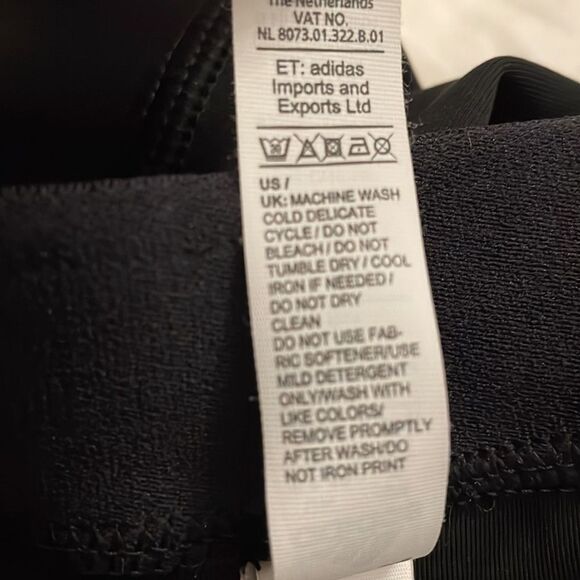 The Netherlands
VAT NO.
NL 8073.01.322.B.01
ET: adidas
Imports and
Exports Ltd
US /
UK: MACHINE WASH
COLD DELICATE
CYCLE / DO NOT
BLEACH / DO NOT
TUMBLE DRY / COOL
IRON IF NEEDED /
DO NOT DRY
CLEAN
DO NOT USE FAB-
RIC SOFTENER/USE
MILD DETERGENT
ONLY/WASH WITH
LIKE COLORS/
REMOVE PROMPTLY
AFTER WASH/DO
NOT IRON PRINT